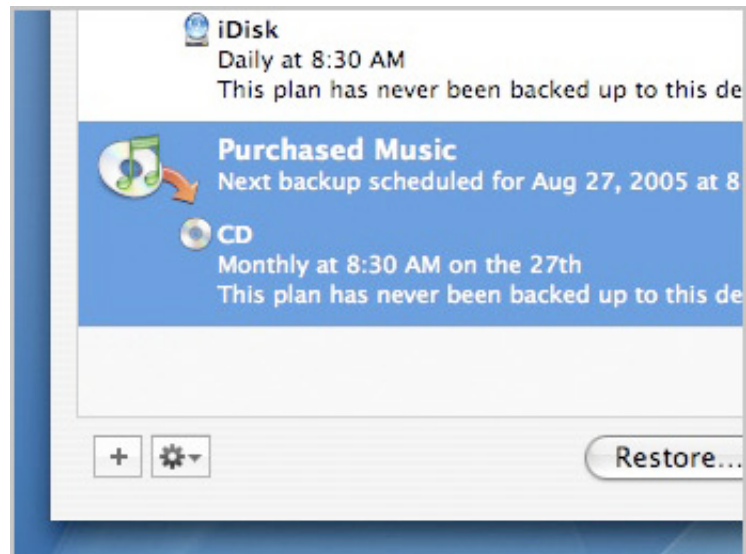 iDisk
Daily at 8:30 AM
This plan has never been backed up to this de
Purchased Music
Next backup scheduled for Aug 27, 2005 at 8
CD
Monthly at 8:30 AM on the 27th
This plan has never been backed up to this de
+
Restore...